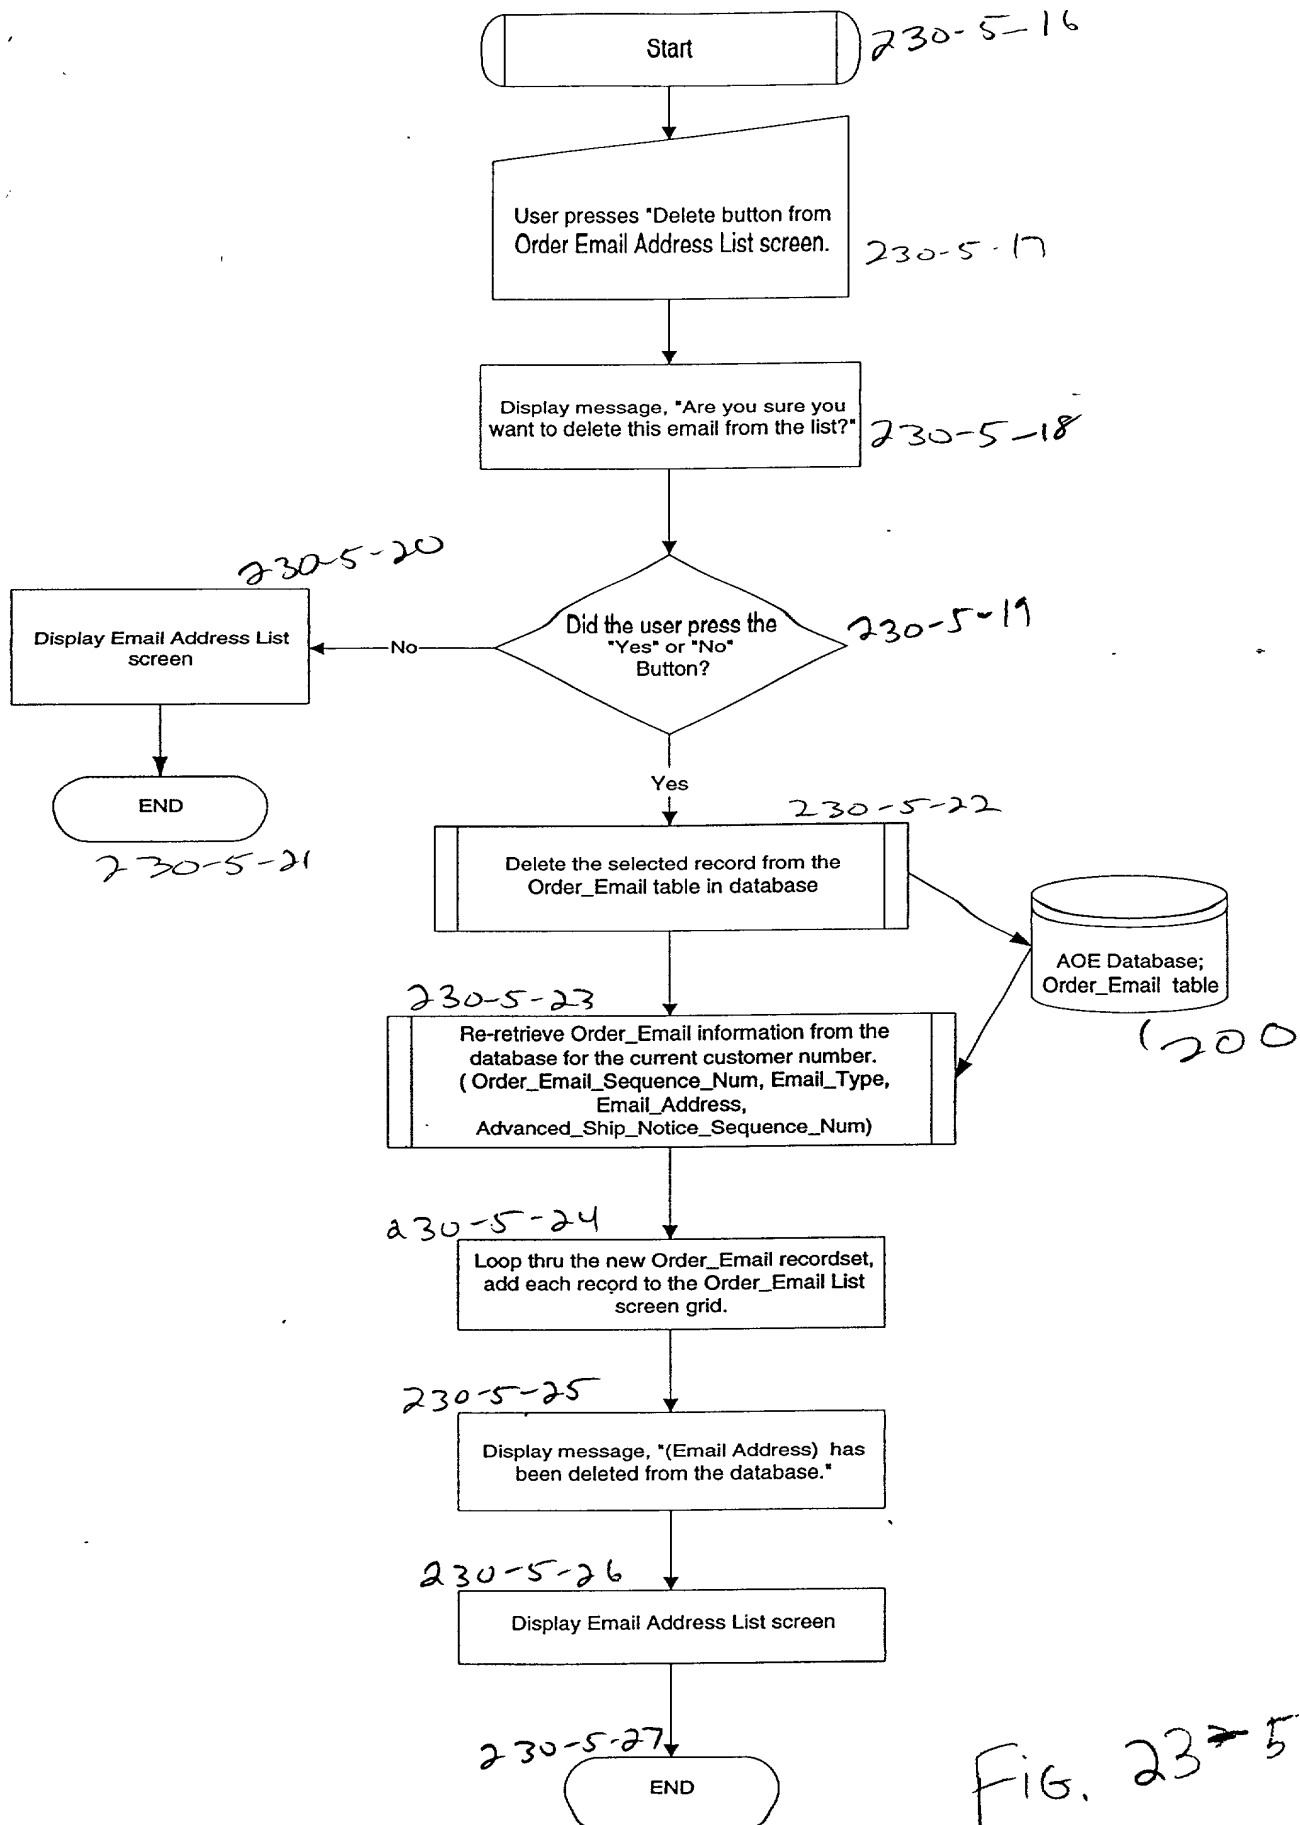 Start
230-5-16
User presses "Delete button from
Order Email Address List screen.
230-5-17
Display message, "Are you sure you
want to delete this email from the list?"
230-5-18
230-5-20
Display Email Address List
screen
No
Did the user press the
"Yes" or "No"
Button?
230-5-19
END
230-5-21
Yes
230-5-22
Delete the selected record from the
Order_Email table in database
AOE Database;
Order_Email table
200
230-5-23
Re-retrieve Order_Email information from the
database for the current customer number.
( Order_Email_Sequence_Num, Email_Type,
Email_Address,
Advanced_Ship_Notice_Sequence_Num)
230-5-24
Loop thru the new Order_Email recordset,
add each record to the Order_Email List
screen grid.
230-5-25
Display message, "(Email Address) has
been deleted from the database."
230-5-26
Display Email Address List screen
230-5-27
END
FiG. 23-5